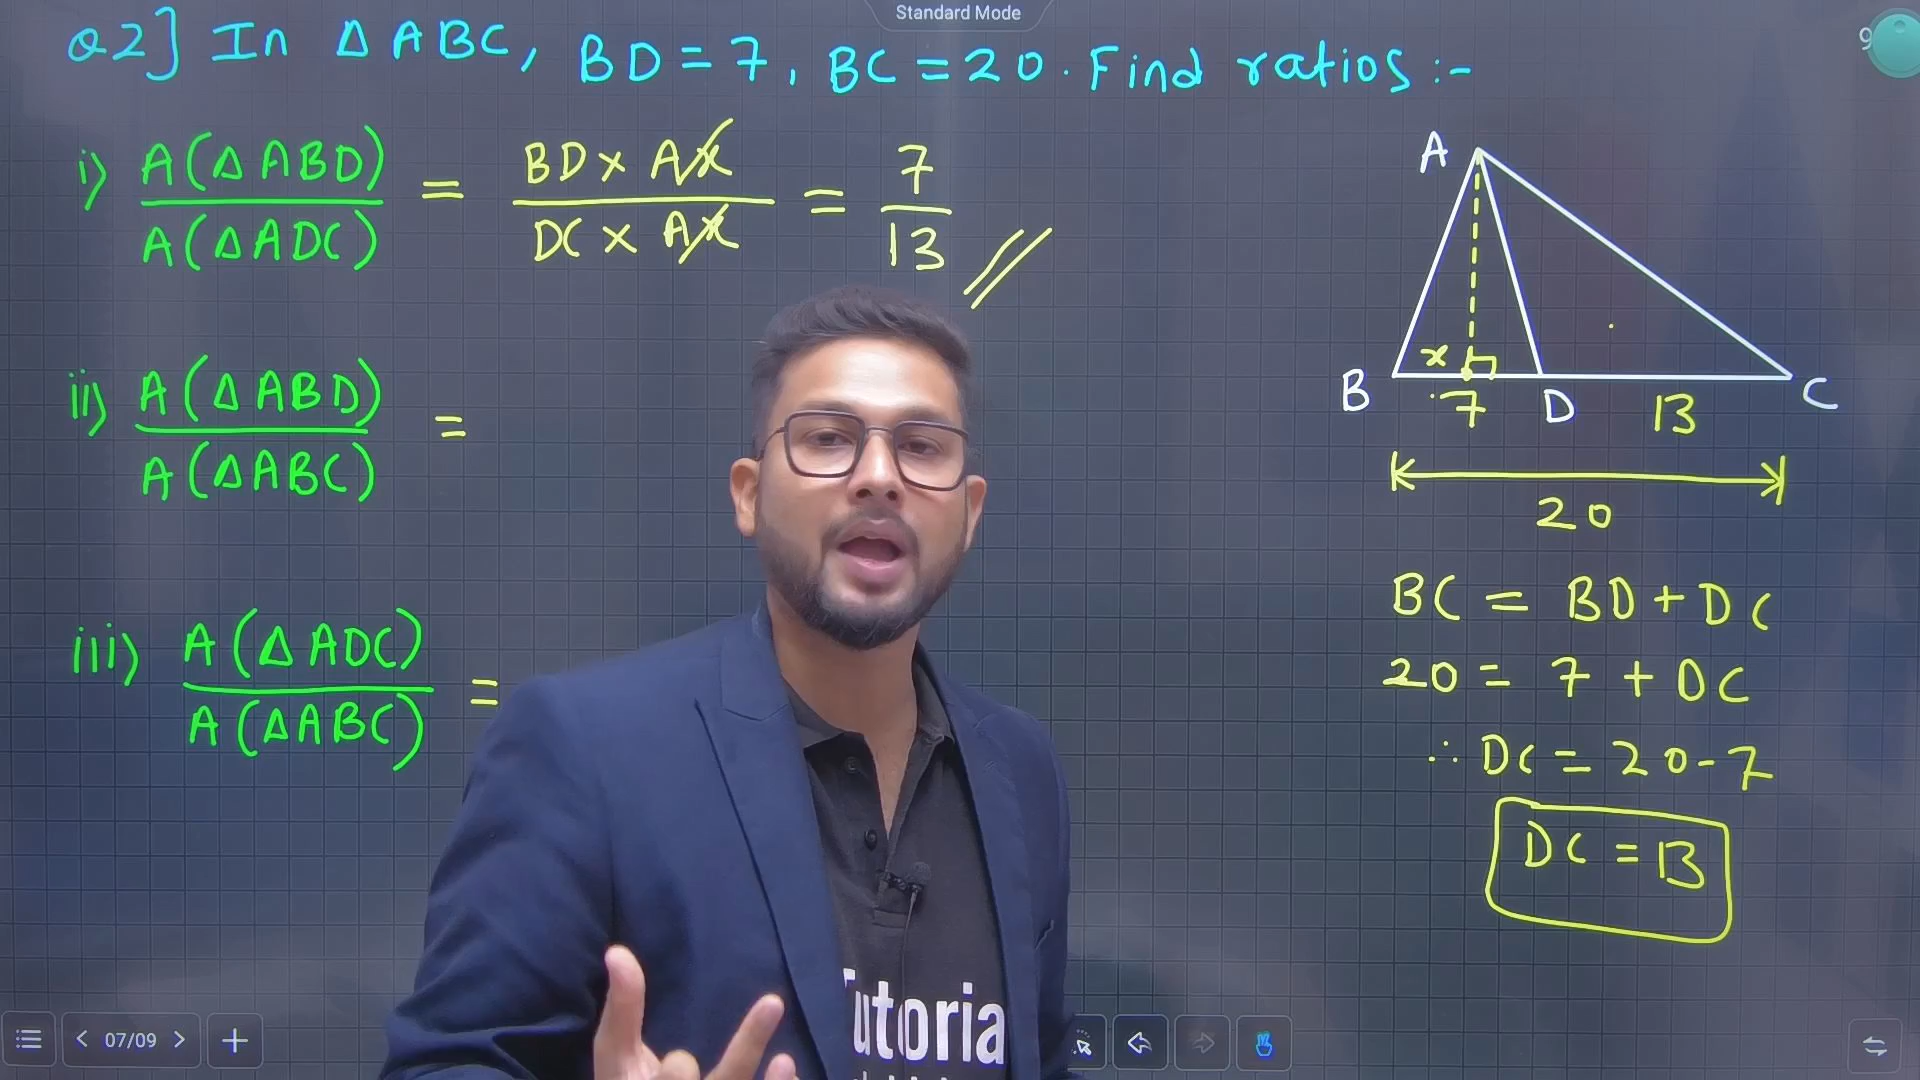 Standard Mode
9
Q2] In Δ ABC, BD = 7, BC = 20. Find ratios :-
i) A(Δ ABD) / A(Δ ADC) = BD x Ax / DC x Ax = 7 / 13
ii) A(Δ ABD) / A(Δ ABC) =
iii) A(Δ ADC) / A(Δ ABC) =
A
x
B 7 D 13 C
20
BC = BD + DC
20 = 7 + DC
∴ DC = 20 - 7
DC = 13
Tutoria
07/09